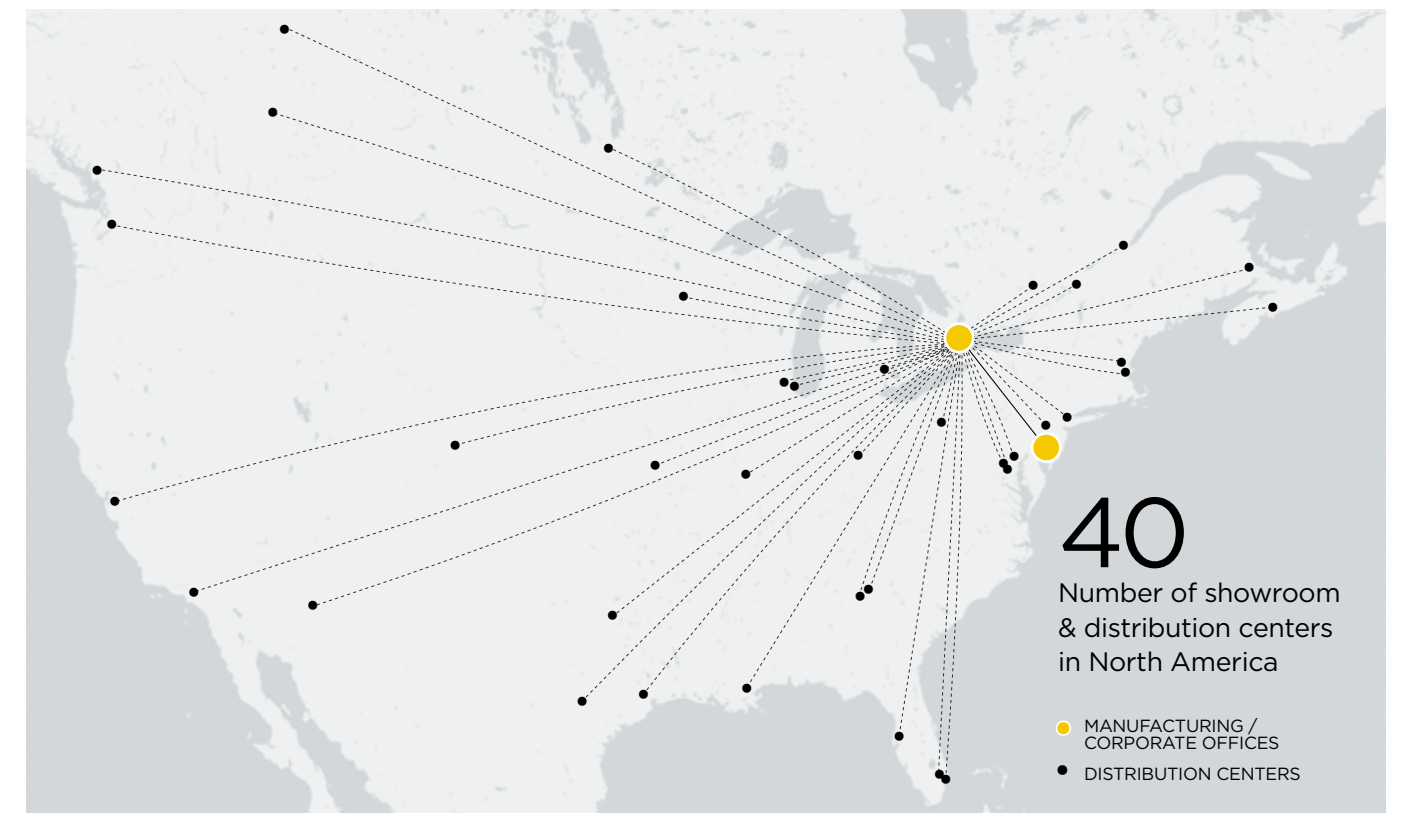 40
Number of showroom
& distribution centers
in North America
MANUFACTURING /
CORPORATE OFFICES
DISTRIBUTION CENTERS